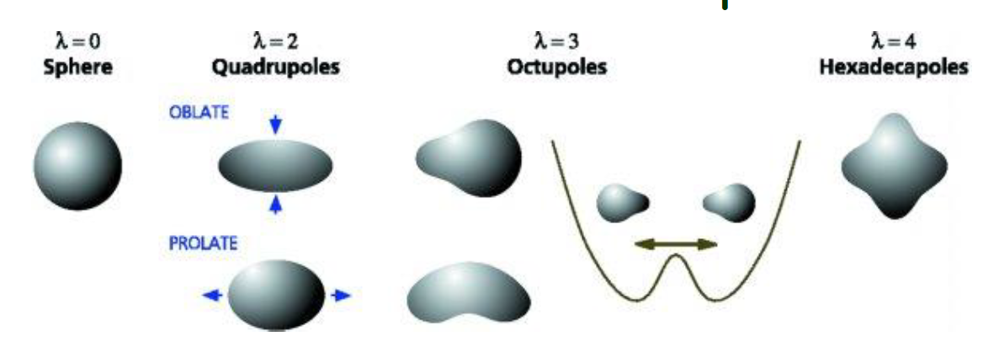 λ = 0
Sphere
λ = 2
Quadrupoles
λ = 3
Octupoles
λ = 4
Hexadecapoles
OBLATE
PROLATE